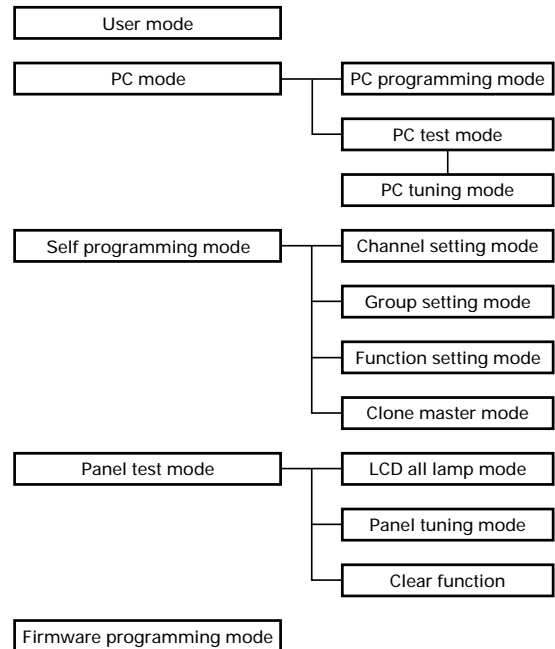 User mode
PC mode
PC programming mode
PC test mode
PC tuning mode
Self programming mode
Channel setting mode
Group setting mode
Function setting mode
Clone master mode
Panel test mode
LCD all lamp mode
Panel tuning mode
Clear function
Firmware programming mode